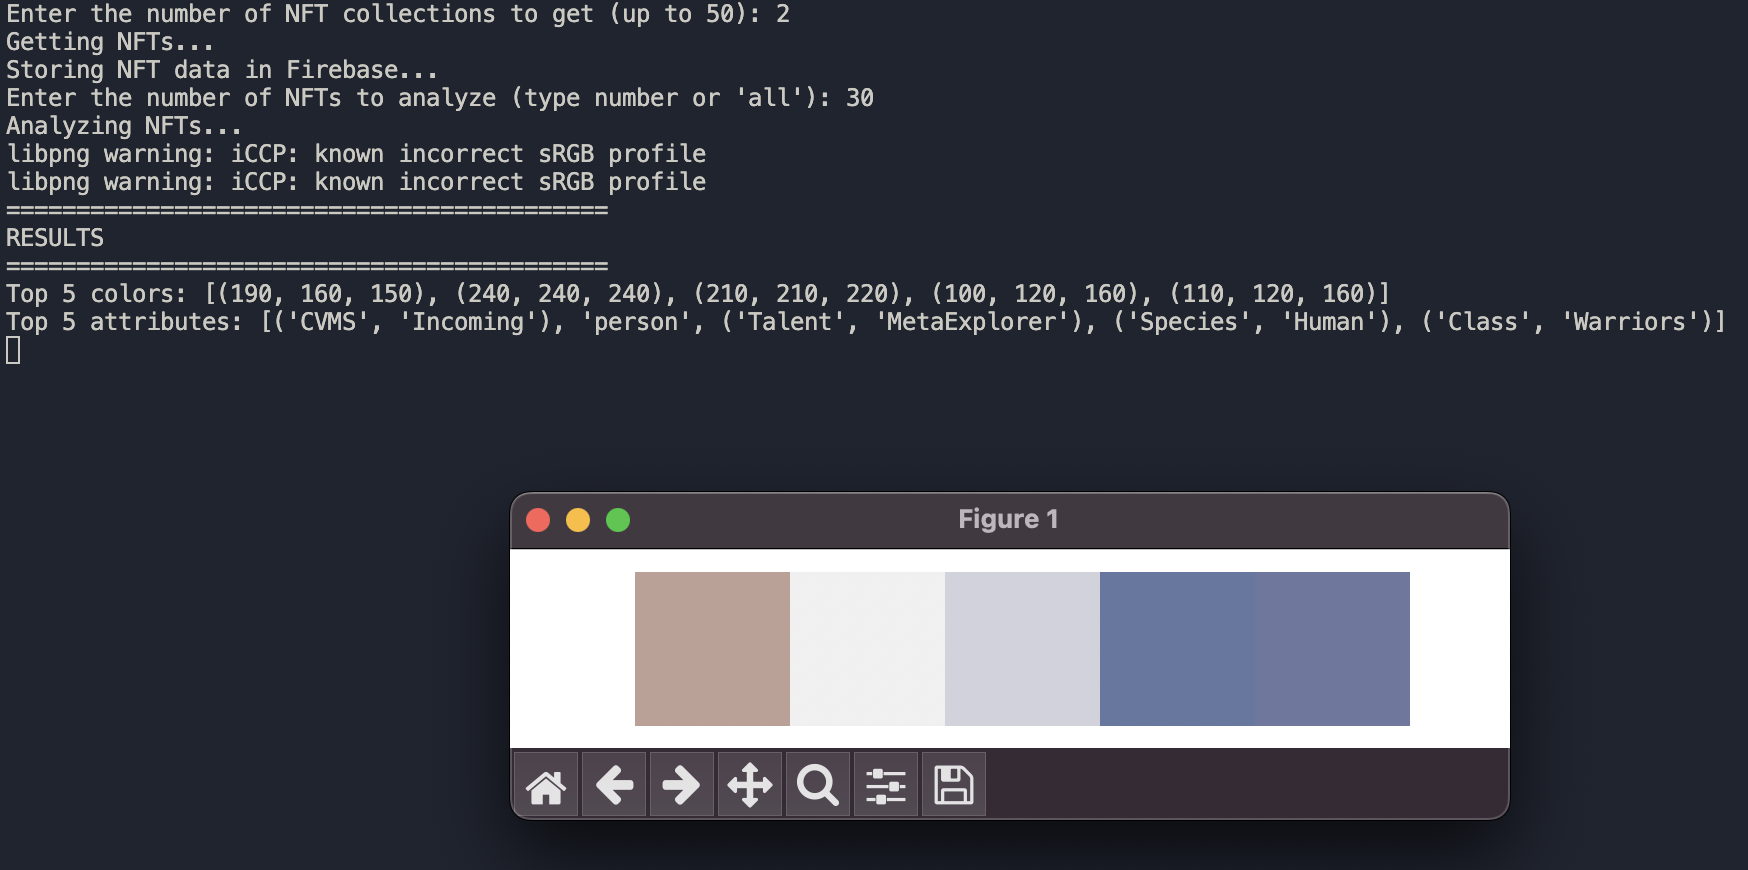 Enter the number of NFT collections to get (up to 50): 2
Getting NFTs...
Storing NFT data in Firebase...
Enter the number of NFTs to analyze (type number or 'all'): 30
Analyzing NFTs...
libpng warning: iCCP: known incorrect sRGB profile
libpng warning: iCCP: known incorrect sRGB profile
===========================================
RESULTS
===========================================
Top 5 colors: [(190, 160, 150), (240, 240, 240), (210, 210, 220), (100, 120, 160), (110, 120, 160)]
Top 5 attributes: [('CVMS', 'Incoming'), 'person', ('Talent', 'MetaExplorer'), ('Species', 'Human'), ('Class', 'Warriors')]
Figure 1